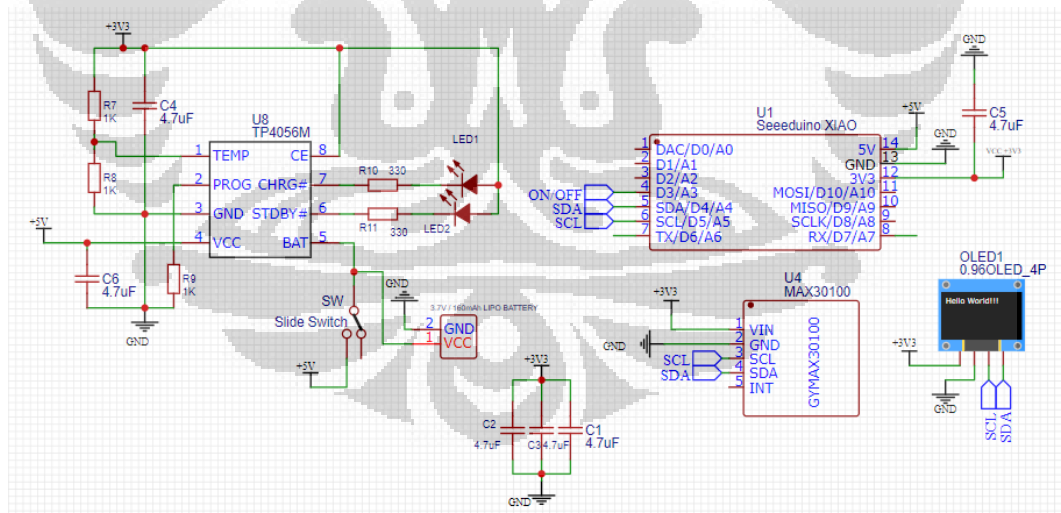 +3V3
R7
1K
C4
4.7uF
R8
1K
U8
TP4056M
1 TEMP CE 8
2 PROG CHRG# 7
3 GND STDBY# 6
4 VCC BAT 5
R10 330
R11 330
LED1
LED2
+5V
C6
4.7uF
R9
1K
GND
SW
Slide Switch
+5V
GND
3.7V / 160mAh LIPO BATTERY
2 GND
1 VCC
+3V3
C2
4.7uF
C3 4.7uF
C1
4.7uF
GND
U1
Seeeduino XIAO
1 DAC/D0/A0
2 D1/A1
3 D2/A2
4 D3/A3
5 SDA/D4/A4
6 SCL/D5/A5
7 TX/D6/A6
5V 14
GND 13
3V3 12
MOSI/D10/A10 11
MISO/D9/A9 10
SCLK/D8/A8 9
RX/D7/A7 8
ON/OFF
SDA
SCL
+5V
GND
GND
C5
4.7uF
VCC +3V3
U4
MAX30100
+3V3
GND
SCL
SDA
1 VIN
2 GND
3 SCL
4 SDA
5 INT
GYMAX30100
OLED1
0.96OLED_4P
Hello World!!!
+3V3
GND
SCL
SDA